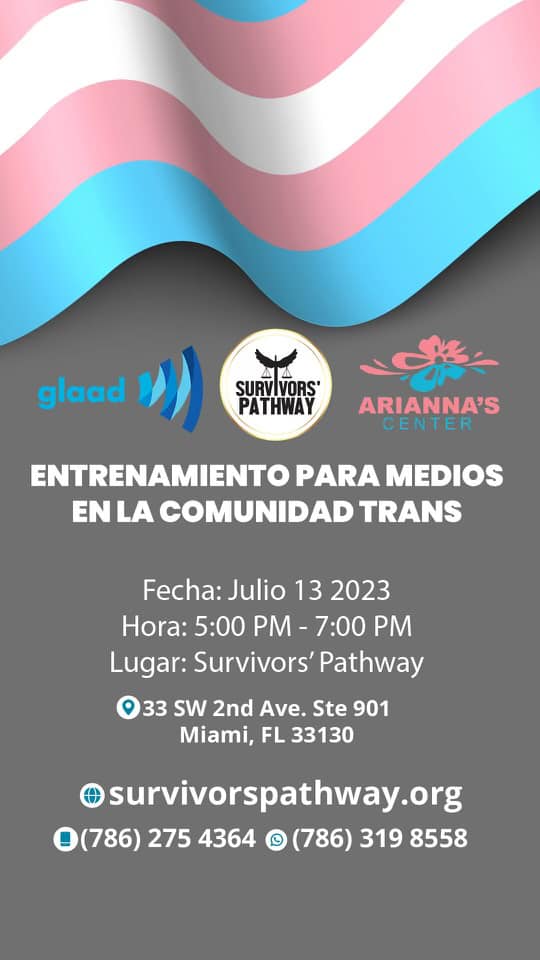 glaad
SURVIVORS'
PATHWAY
ARIANNA'S
CENTER
ENTRENAMIENTO PARA MEDIOS
EN LA COMUNIDAD TRANS
Fecha: Julio 13 2023
Hora: 5:00 PM - 7:00 PM
Lugar: Survivors' Pathway
33 SW 2nd Ave. Ste 901
Miami, FL 33130
survivorspathway.org
(786) 275 4364 (786) 319 8558